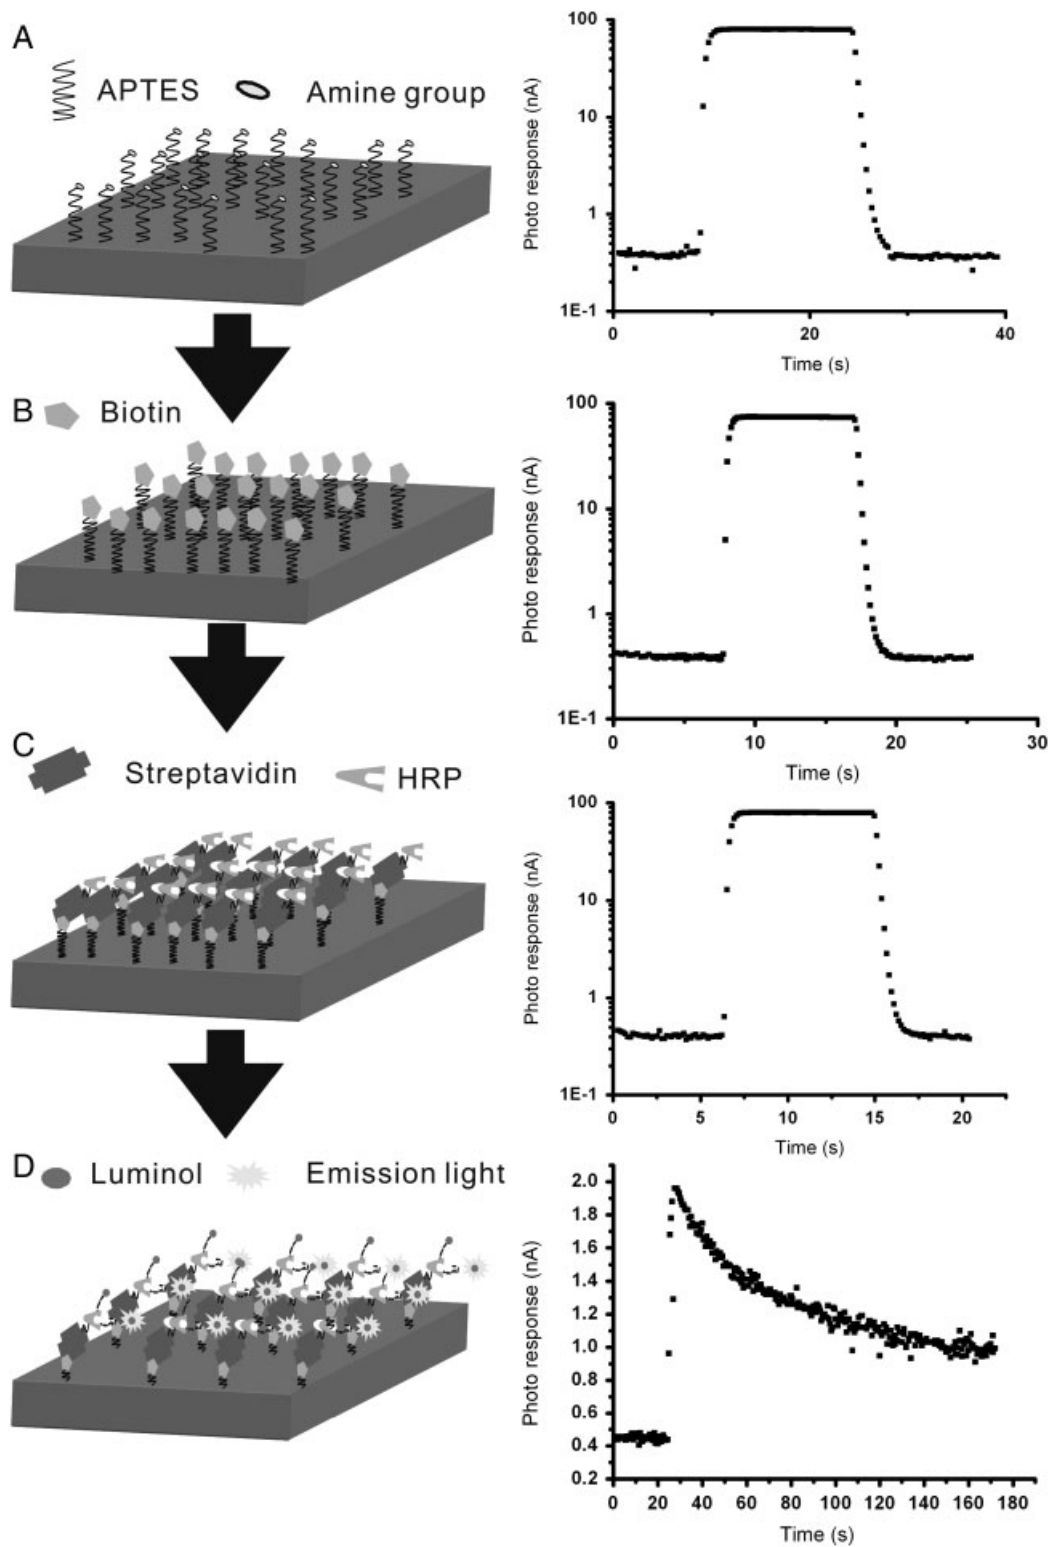 A
APTES Amine group
Photo response (nA)
100
100
1
1E-1
0 20 40
Time (s)
B Biotin
Photo response (nA)
100
10
1
1E-1
0 10 20 30
Time (s)
C
Streptavidin HRP
Photo response (nA)
100
10
1
1E-1
0 5 10 15 20
Time (s)
D Luminol Emission light
Photo response (nA)
2.0
1.8
1.6
1.4
1.2
1.0
0.8
0.6
0.4
0.2
0 20 40 60 80 100 120 140 160 180
Time (s)